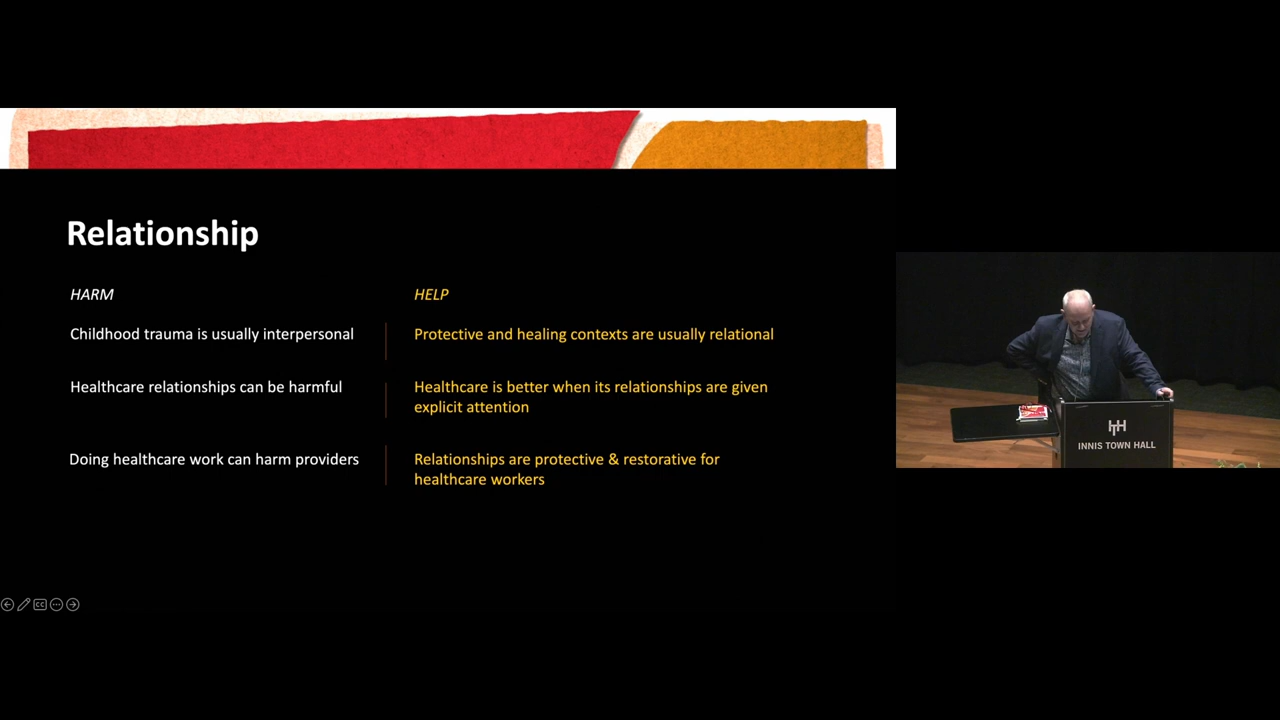 Relationship
HARM
HELP
Childhood trauma is usually interpersonal
Protective and healing contexts are usually relational
Healthcare relationships can be harmful
Healthcare is better when its relationships are given
explicit attention
Doing healthcare work can harm providers
Relationships are protective & restorative for
healthcare workers
CC
INNIS TOWN HALL